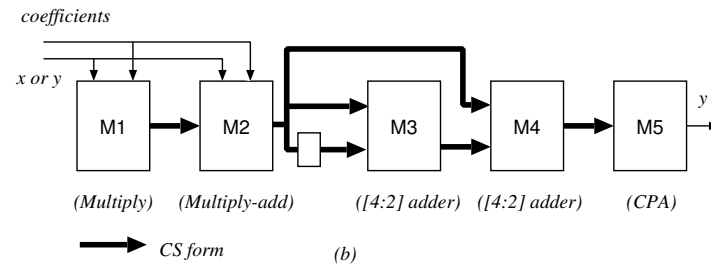 coefficients
x or y
M1
M2
M3
M4
M5
y
(Multiply)
(Multiply-add)
([4:2] adder)
([4:2] adder)
(CPA)
CS form
(b)